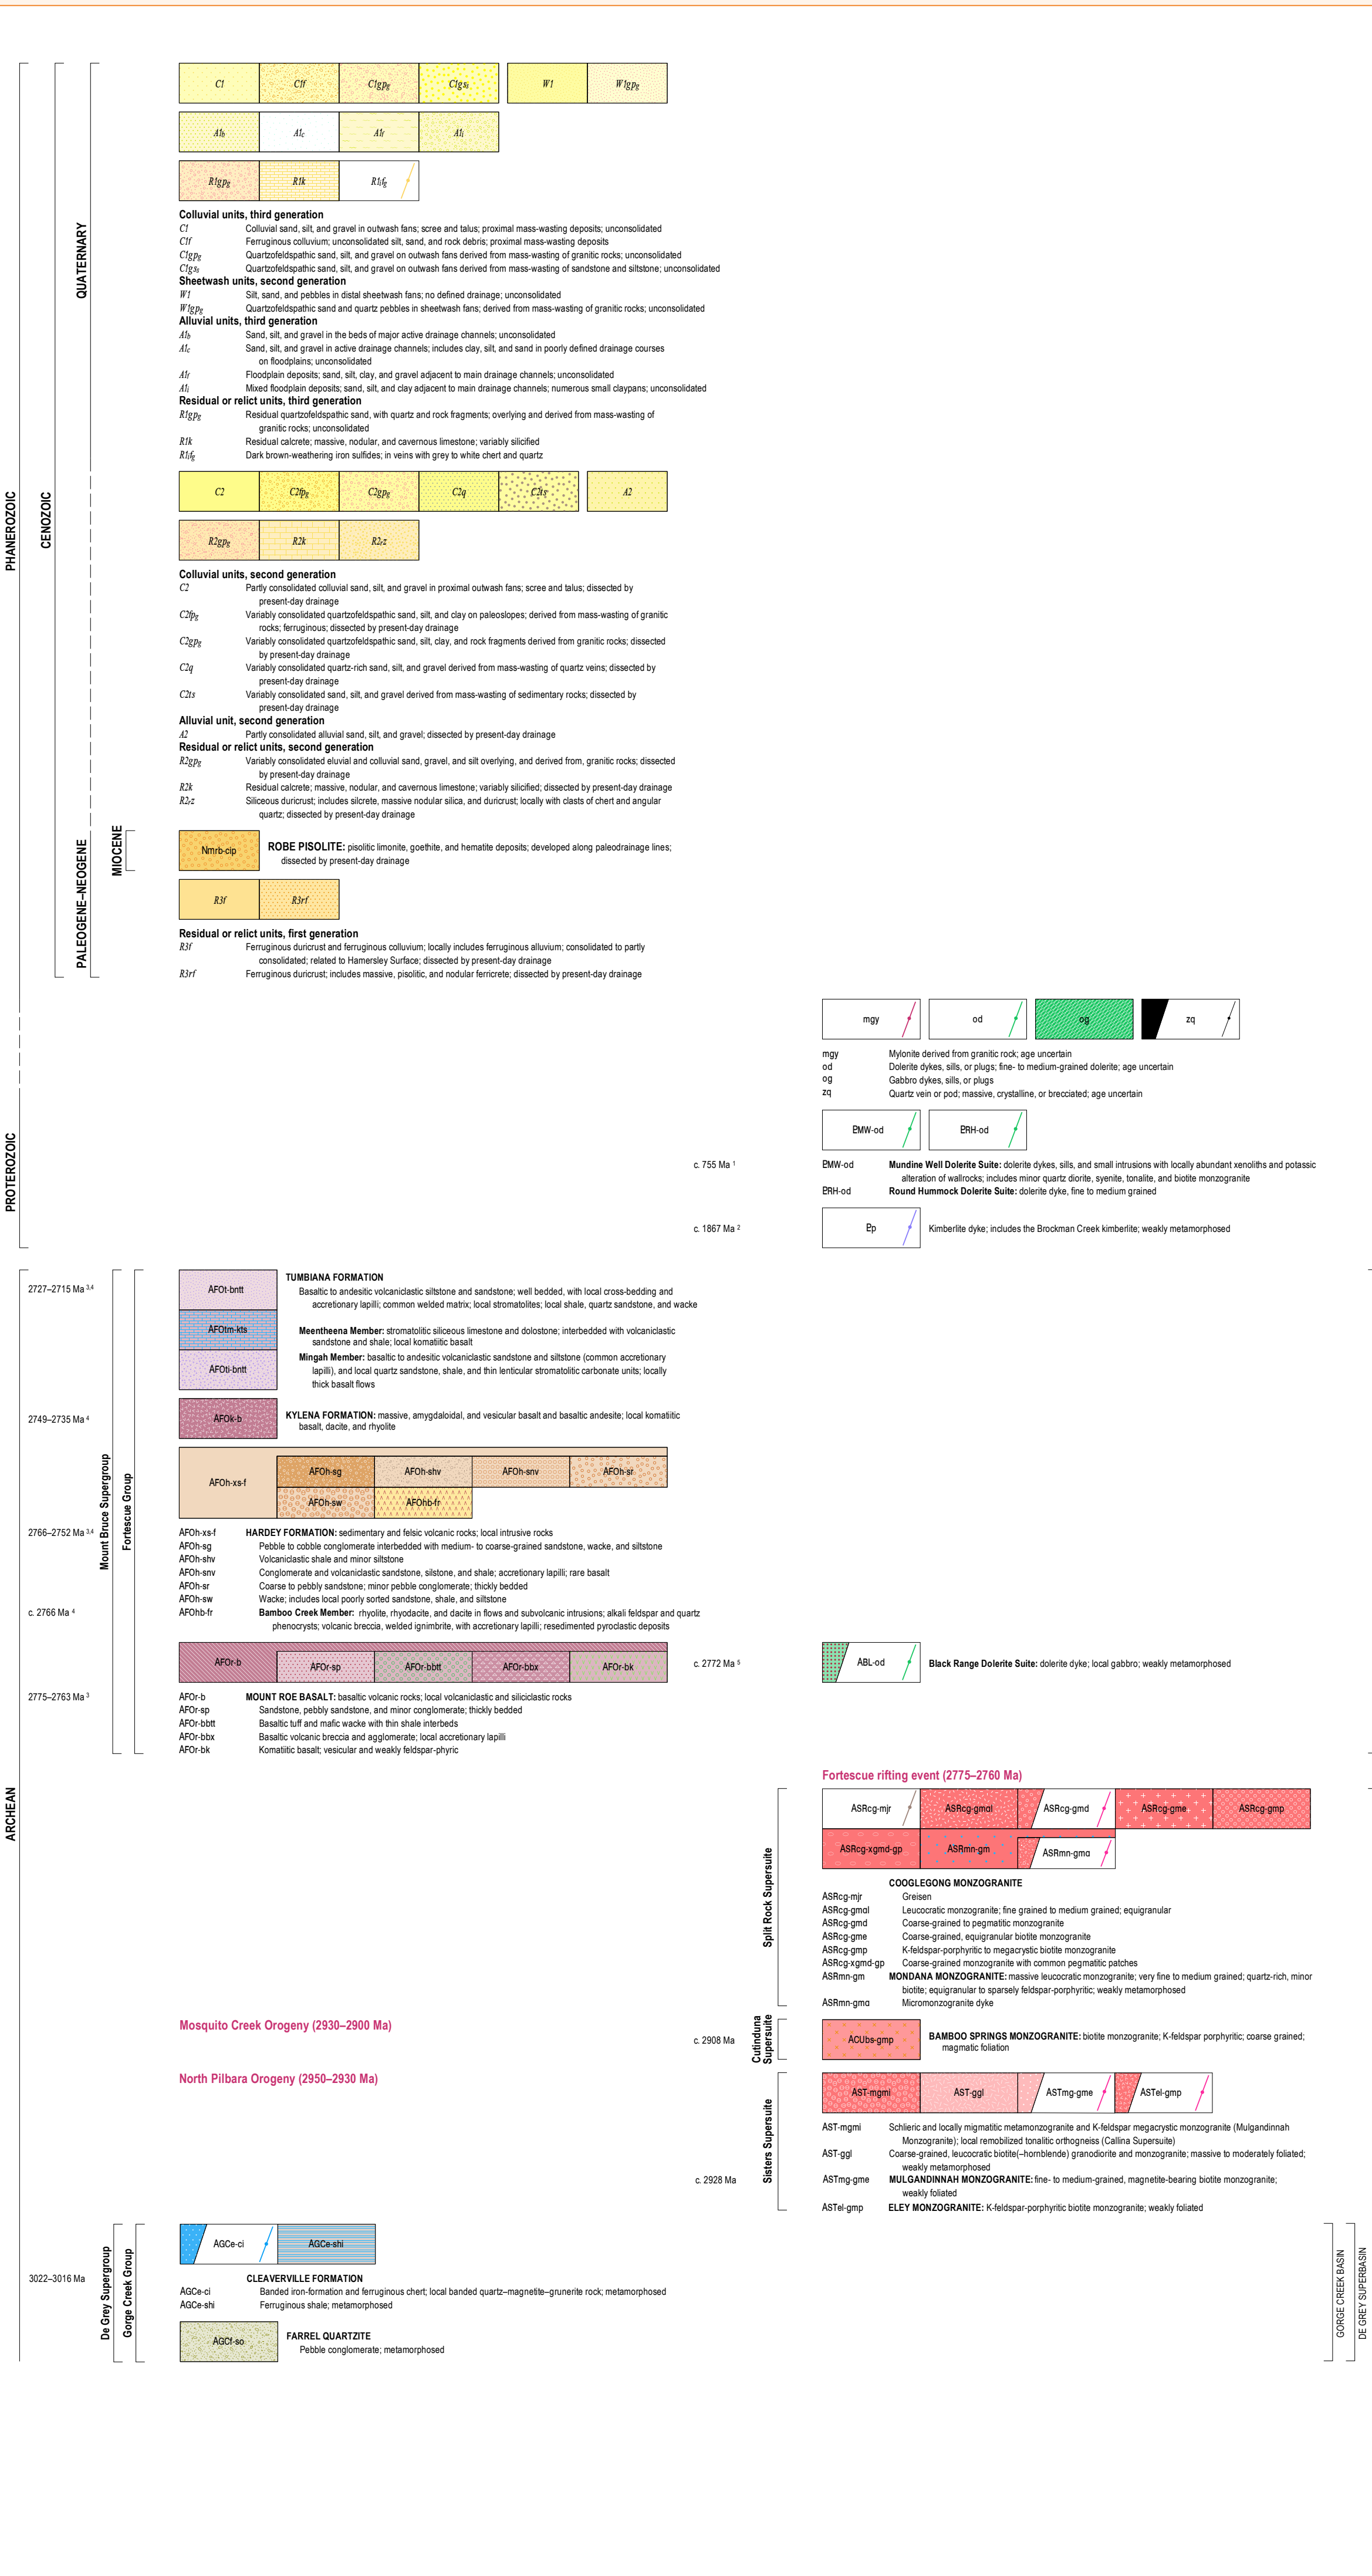 C1 C1f C1gpg C1gss W1 W1gpg
A1b A1c A1f A1i
R1gpg R1k R1ifg
Colluvial units, third generation
C1 Colluvial sand, silt, and gravel in outwash fans; scree and talus; proximal mass-wasting deposits; unconsolidated
C1f Ferruginous colluvium; unconsolidated silt, sand, and rock debris; proximal mass-wasting deposits
C1gpg Quartzofeldspathic sand, silt, and gravel on outwash fans derived from mass-wasting of granitic rocks; unconsolidated
C1gss Quartzofeldspathic sand, silt, and gravel on outwash fans derived from mass-wasting of sandstone and siltstone; unconsolidated
Sheetwash units, second generation
W1 Silt, sand, and pebbles in distal sheetwash fans; no defined drainage; unconsolidated
W1gpg Quartzofeldspathic sand and quartz pebbles in sheetwash fans; derived from mass-wasting of granitic rocks; unconsolidated
Alluvial units, third generation
A1b Sand, silt, and gravel in the beds of major active drainage channels; unconsolidated
A1c Sand, silt, and gravel in active drainage channels; includes clay, silt, and sand in poorly defined drainage courses
on floodplains; unconsolidated
A1f Floodplain deposits; sand, silt, clay, and gravel adjacent to main drainage channels; unconsolidated
A1i Mixed floodplain deposits; sand, silt, and clay adjacent to main drainage channels; numerous small claypans; unconsolidated
Residual or relict units, third generation
R1gpg Residual quartzofeldspathic sand, with quartz and rock fragments; overlying and derived from mass-wasting of
granitic rocks; unconsolidated
R1k Residual calcrete; massive, nodular, and cavernous limestone; variably silicified
R1ifg Dark brown-weathering iron sulfides; in veins with grey to white chert and quartz
QUATERNARY
PHANEROZOIC
CENOZOIC
C2 C2fpg C2gpg C2q C2ts A2
R2gpg R2k R2rz
Colluvial units, second generation
C2 Partly consolidated colluvial sand, silt, and gravel in proximal outwash fans; scree and talus; dissected by
present-day drainage
C2fpg Variably consolidated quartzofeldspathic sand, silt, and clay on paleoslopes; derived from mass-wasting of granitic
rocks; ferruginous; dissected by present-day drainage
C2gpg Variably consolidated quartzofeldspathic sand, silt, clay, and rock fragments derived from granitic rocks; dissected
by present-day drainage
C2q Variably consolidated quartz-rich sand, silt, and gravel derived from mass-wasting of quartz veins; dissected by
present-day drainage
C2ts Variably consolidated sand, silt, and gravel derived from mass-wasting of sedimentary rocks; dissected by
present-day drainage
Alluvial unit, second generation
A2 Partly consolidated alluvial sand, silt, and gravel; dissected by present-day drainage
Residual or relict units, second generation
R2gpg Variably consolidated eluvial and colluvial sand, gravel, and silt overlying, and derived from, granitic rocks; dissected
by present-day drainage
R2k Residual calcrete; massive, nodular, and cavernous limestone; variably silicified; dissected by present-day drainage
R2rz Siliceous duricrust; includes silcrete, massive nodular silica, and duricrust; locally with clasts of chert and angular
quartz; dissected by present-day drainage
PALEOGENE–NEOGENE
MIOCENE
Nmrb-cip ROBE PISOLITE: pisolitic limonite, goethite, and hematite deposits; developed along paleodrainage lines;
dissected by present-day drainage
R3f R3rf
Residual or relict units, first generation
R3f Ferruginous duricrust and ferruginous colluvium; locally includes ferruginous alluvium; consolidated to partly
consolidated; related to Hamersley Surface; dissected by present-day drainage
R3rf Ferruginous duricrust; includes massive, pisolitic, and nodular ferricrete; dissected by present-day drainage
PROTEROZOIC
mgy od og zq
mgy Mylonite derived from granitic rock; age uncertain
od Dolerite dykes, sills, or plugs; fine- to medium-grained dolerite; age uncertain
og Gabbro dykes, sills, or plugs
zq Quartz vein or pod; massive, crystalline, or brecciated; age uncertain
PMW-od PRH-od
c. 755 Ma 1 PMW-od Mundine Well Dolerite Suite: dolerite dykes, sills, and small intrusions with locally abundant xenoliths and potassic
alteration of wallrocks; includes minor quartz diorite, syenite, tonalite, and biotite monzogranite
PRH-od Round Hummock Dolerite Suite: dolerite dyke, fine to medium grained
c. 1867 Ma 2 Pp Kimberlite dyke; includes the Brockman Creek kimberlite; weakly metamorphosed
ARCHEAN
Mount Bruce Supergroup
Fortescue Group
2727–2715 Ma 3,4 AFOt-bntt TUMBIANA FORMATION
Basaltic to andesitic volcaniclastic siltstone and sandstone; well bedded, with local cross-bedding and
accretionary lapilli; common welded matrix; local stromatolites; local shale, quartz sandstone, and wacke
AFOtm-kts Meentheena Member: stromatolitic siliceous limestone and dolostone; interbedded with volcaniclastic
sandstone and shale; local komatiitic basalt
AFOti-bntt Mingah Member: basaltic to andesitic volcaniclastic sandstone and siltstone (common accretionary
lapilli), and local quartz sandstone, shale, and thin lenticular stromatolitic carbonate units; locally
thick basalt flows
2749–2735 Ma 4 AFOk-b KYLENA FORMATION: massive, amygdaloidal, and vesicular basalt and basaltic andesite; local komatiitic
basalt, dacite, and rhyolite
AFOh-xs-f AFOh-sg AFOh-shv AFOh-snv AFOh-sr
AFOh-sw AFOhb-fr
2766–2752 Ma 3,4 AFOh-xs-f HARDEY FORMATION: sedimentary and felsic volcanic rocks; local intrusive rocks
AFOh-sg Pebble to cobble conglomerate interbedded with medium- to coarse-grained sandstone, wacke, and siltstone
AFOh-shv Volcaniclastic shale and minor siltstone
AFOh-snv Conglomerate and volcaniclastic sandstone, silstone, and shale; accretionary lapilli; rare basalt
AFOh-sr Coarse to pebbly sandstone; minor pebble conglomerate; thickly bedded
AFOh-sw Wacke; includes local poorly sorted sandstone, shale, and siltstone
c. 2766 Ma 4 AFOhb-fr Bamboo Creek Member: rhyolite, rhyodacite, and dacite in flows and subvolcanic intrusions; alkali feldspar and quartz
phenocrysts; volcanic breccia, welded ignimbrite, with accretionary lapilli; resedimented pyroclastic deposits
AFOr-b AFOr-sp AFOr-bbtt AFOr-bbx AFOr-bk
c. 2772 Ma 5 ABL-od Black Range Dolerite Suite: dolerite dyke; local gabbro; weakly metamorphosed
2775–2763 Ma 3 AFOr-b MOUNT ROE BASALT: basaltic volcanic rocks; local volcaniclastic and siliciclastic rocks
AFOr-sp Sandstone, pebbly sandstone, and minor conglomerate; thickly bedded
AFOr-bbtt Basaltic tuff and mafic wacke with thin shale interbeds
AFOr-bbx Basaltic volcanic breccia and agglomerate; local accretionary lapilli
AFOr-bk Komatiitic basalt; vesicular and weakly feldspar-phyric
Fortescue rifting event (2775–2760 Ma)
Split Rock Supersuite
ASRcg-mjr ASRcg-gmal ASRcg-gmd ASRcg-gme ASRcg-gmp
ASRcg-xgmd-gp ASRmn-gm ASRmn-gma
COOGLEGONG MONZOGRANITE
ASRcg-mjr Greisen
ASRcg-gmal Leucocratic monzogranite; fine grained to medium grained; equigranular
ASRcg-gmd Coarse-grained to pegmatitic monzogranite
ASRcg-gme Coarse-grained, equigranular biotite monzogranite
ASRcg-gmp K-feldspar-porphyritic to megacrystic biotite monzogranite
ASRcg-xgmd-gp Coarse-grained monzogranite with common pegmatitic patches
ASRmn-gm MONDANA MONZOGRANITE: massive leucocratic monzogranite; very fine to medium grained; quartz-rich, minor
biotite; equigranular to sparsely feldspar-porphyritic; weakly metamorphosed
ASRmn-gma Micromonzogranite dyke
Mosquito Creek Orogeny (2930–2900 Ma)
c. 2908 Ma
Cutinduna
Supersuite
ACUbs-gmp BAMBOO SPRINGS MONZOGRANITE: biotite monzogranite; K-feldspar porphyritic; coarse grained;
magmatic foliation
North Pilbara Orogeny (2950–2930 Ma)
Sisters Supersuite
AST-mgmi AST-ggl ASTmg-gme ASTel-gmp
AST-mgmi Schlieric and locally migmatitic metamonzogranite and K-feldspar megacrystic monzogranite (Mulgandinnah
Monzogranite); local remobilized tonalitic orthogneiss (Callina Supersuite)
AST-ggl Coarse-grained, leucocratic biotite(–hornblende) granodiorite and monzogranite; massive to moderately foliated;
weakly metamorphosed
c. 2928 Ma ASTmg-gme MULGANDINNAH MONZOGRANITE: fine- to medium-grained, magnetite-bearing biotite monzogranite;
weakly foliated
ASTel-gmp ELEY MONZOGRANITE: K-feldspar-porphyritic biotite monzogranite; weakly foliated
De Grey Supergroup
Gorge Creek Group
AGCe-ci AGCe-shi
3022–3016 Ma CLEAVERVILLE FORMATION
AGCe-ci Banded iron-formation and ferruginous chert; local banded quartz–magnetite–grunerite rock; metamorphosed
AGCe-shi Ferruginous shale; metamorphosed
AGCf-so FARREL QUARTZITE
Pebble conglomerate; metamorphosed
GORGE CREEK BASIN
DE GREY SUPERBASIN